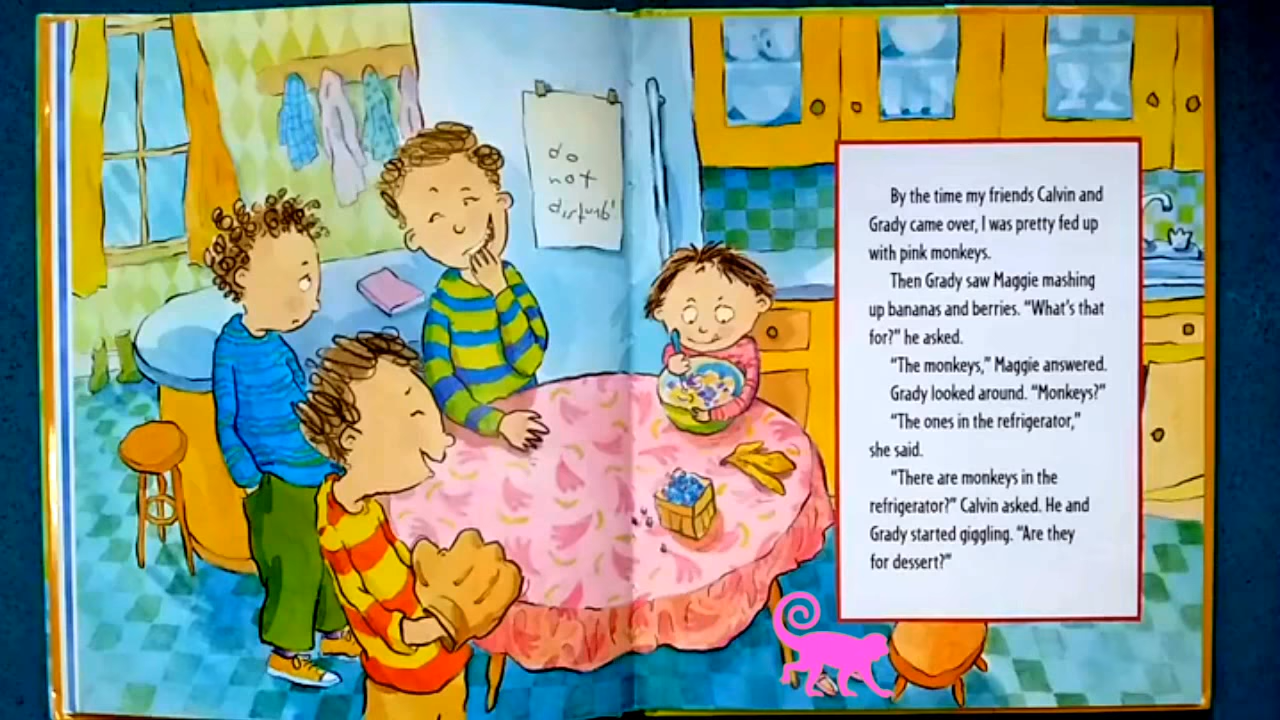 do
not
disturb!
By the time my friends Calvin and
Grady came over, I was pretty fed up
with pink monkeys.
Then Grady saw Maggie mashing
up bananas and berries. “What’s that
for?” he asked.
“The monkeys,” Maggie answered.
Grady looked around. “Monkeys?”
“The ones in the refrigerator,”
she said.
“There are monkeys in the
refrigerator?” Calvin asked. He and
Grady started giggling. “Are they
for dessert?”